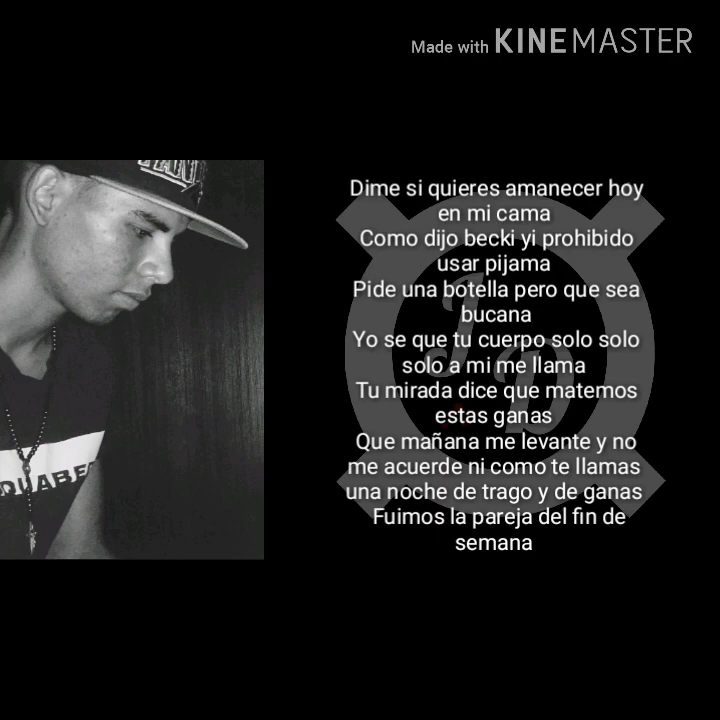 Made with KINEMASTER
Dime si quieres amanecer hoy
en mi cama
Como dijo becki yi prohibido
usar pijama
Pide una botella pero que sea
bucana
Yo se que tu cuerpo solo solo
solo a mi me llama
Tu mirada dice que matemos
estas ganas
Que mañana me levante y no
me acuerde ni como te llamas
una noche de trago y de ganas
Fuimos la pareja del fin de
semana
JD